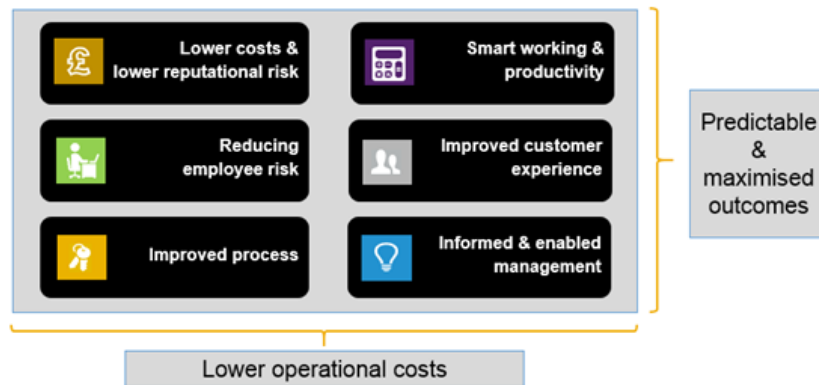 £
Lower costs &
lower reputational risk
Smart working &
productivity
Reducing
employee risk
Improved customer
experience
Improved process
Informed & enabled
management
Predictable
&
maximised
outcomes
Lower operational costs